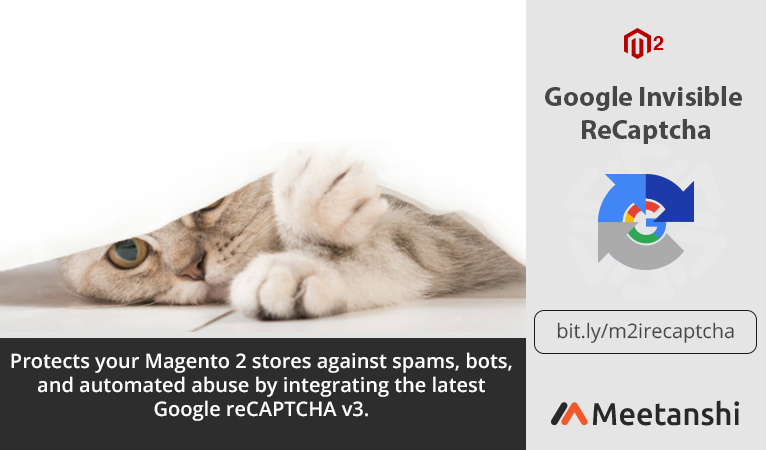 2
Google Invisible
ReCaptcha
G
bit.ly/m2irecaptcha
Meetanshi
Protects your Magento 2 stores against spams, bots,
and automated abuse by integrating the latest
Google reCAPTCHA v3.